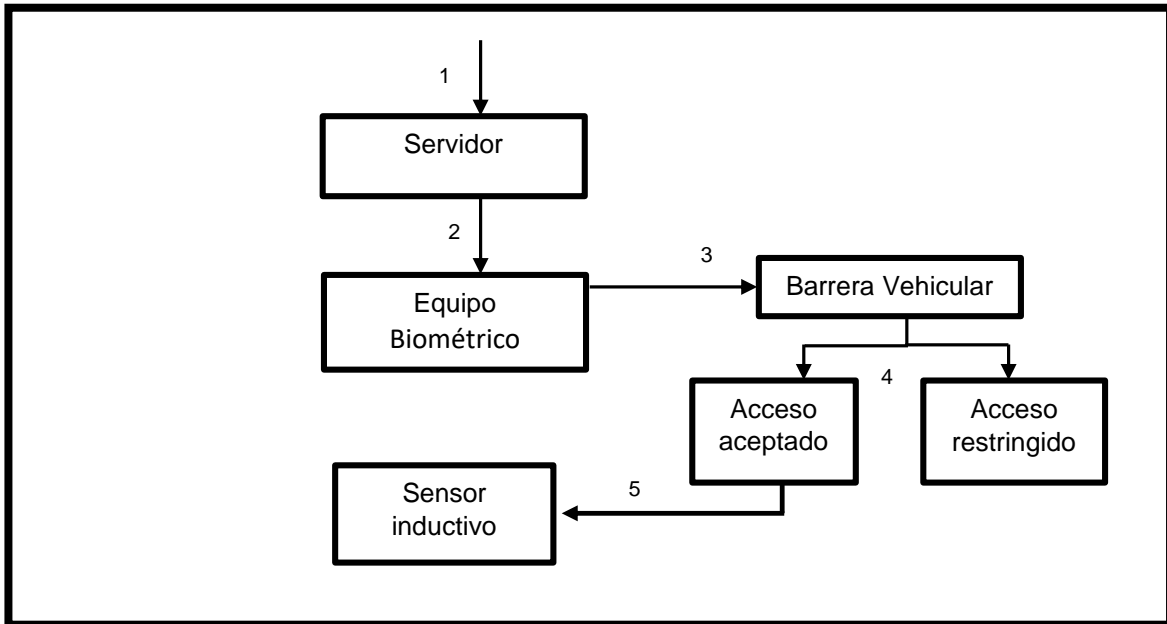 1
Servidor
2
Equipo
Biométrico
3
Barrera Vehicular
4
Acceso
aceptado
Acceso
restringido
5
Sensor
inductivo